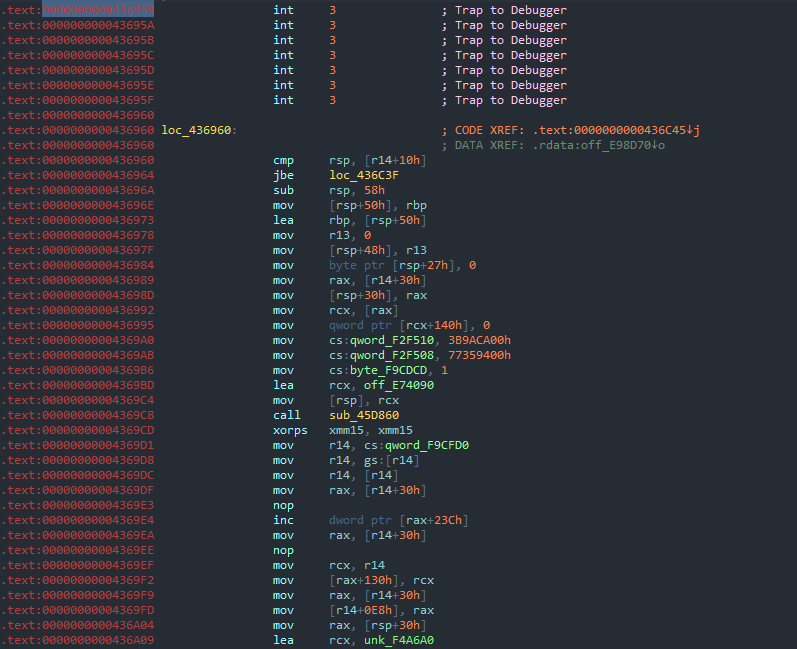 .text:0000000000436959 int 3 ; Trap to Debugger
.text:000000000043695A int 3 ; Trap to Debugger
.text:000000000043695B int 3 ; Trap to Debugger
.text:000000000043695C int 3 ; Trap to Debugger
.text:000000000043695D int 3 ; Trap to Debugger
.text:000000000043695E int 3 ; Trap to Debugger
.text:000000000043695F int 3 ; Trap to Debugger
.text:0000000000436960
.text:0000000000436960 loc_436960: ; CODE XREF: .text:0000000000436C45↓j
.text:0000000000436960 ; DATA XREF: .rdata:off_E98D70↓o
.text:0000000000436960 cmp rsp, [r14+10h]
.text:0000000000436964 jbe loc_436C3F
.text:000000000043696A sub rsp, 58h
.text:000000000043696E mov [rsp+50h], rbp
.text:0000000000436973 lea rbp, [rsp+50h]
.text:0000000000436978 mov r13, 0
.text:000000000043697F mov [rsp+48h], r13
.text:0000000000436984 mov byte ptr [rsp+27h], 0
.text:0000000000436989 mov rax, [r14+30h]
.text:000000000043698D mov [rsp+30h], rax
.text:0000000000436992 mov rcx, [rax]
.text:0000000000436995 mov qword ptr [rcx+140h], 0
.text:00000000004369A0 mov cs:qword_F2F510, 3B9ACA00h
.text:00000000004369AB mov cs:qword_F2F508, 77359400h
.text:00000000004369B6 mov cs:byte_F9CDCD, 1
.text:00000000004369BD lea rcx, off_E74090
.text:00000000004369C4 mov [rsp], rcx
.text:00000000004369C8 call sub_45D860
.text:00000000004369CD xorps xmm15, xmm15
.text:00000000004369D1 mov r14, cs:qword_F9CFD0
.text:00000000004369D8 mov r14, gs:[r14]
.text:00000000004369DC mov r14, [r14]
.text:00000000004369DF mov rax, [r14+30h]
.text:00000000004369E3 nop
.text:00000000004369E4 inc dword ptr [rax+23Ch]
.text:00000000004369EA mov rax, [r14+30h]
.text:00000000004369EE nop
.text:00000000004369EF mov rcx, r14
.text:00000000004369F2 mov [rax+130h], rcx
.text:00000000004369F9 mov rax, [r14+30h]
.text:00000000004369FD mov [r14+0E8h], rax
.text:0000000000436A04 mov rax, [rsp+30h]
.text:0000000000436A09 lea rcx, unk_F4A6A0